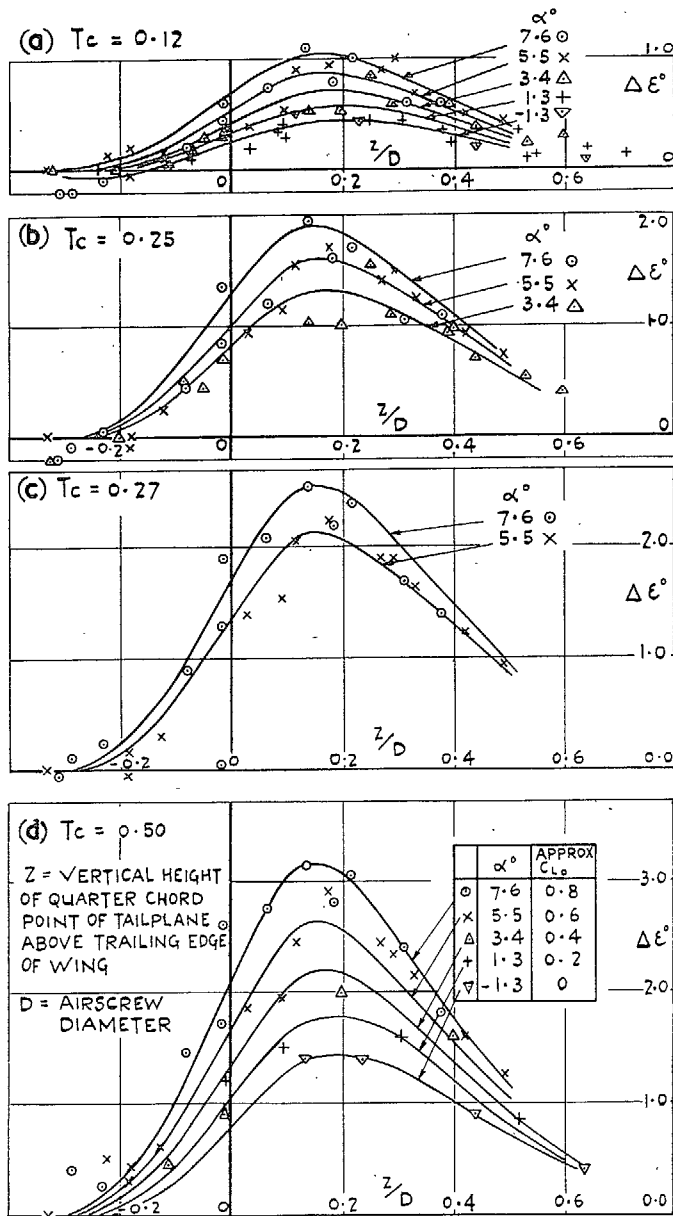 (a) Tc = 0·12
α°
7·6 ⊙
5·5 ×
3·4 △
1·3 +
-1·3 ▽
1·0
Δ ε°
Z/D
0
-0·2
0
0·2
0·4
0·6
(b) Tc = 0·25
α°
7·6 ⊙
5·5 ×
3·4 △
2·0
Δ ε°
1·0
Z/D
0
-0·2
0
0·2
0·4
0·6
(c) Tc = 0·27
α°
7·6 ⊙
5·5 ×
2·0
Δ ε°
1·0
Z/D
-0·2
0
0·2
0·4
0·6
0·0
(d) Tc = 0·50
Z = VERTICAL HEIGHT
OF QUARTER CHORD
POINT OF TAILPLANE
ABOVE TRAILING EDGE
OF WING
D = AIRSCREW
DIAMETER
α° APPROX CL₀
⊙ 7·6 0·8
× 5·5 0·6
△ 3·4 0·4
+ 1·3 0·2
▽ -1·3 0
3·0
Δ ε°
2·0
1·0
Z/D
-0·2
0
0·2
0·4
0·6
0·0